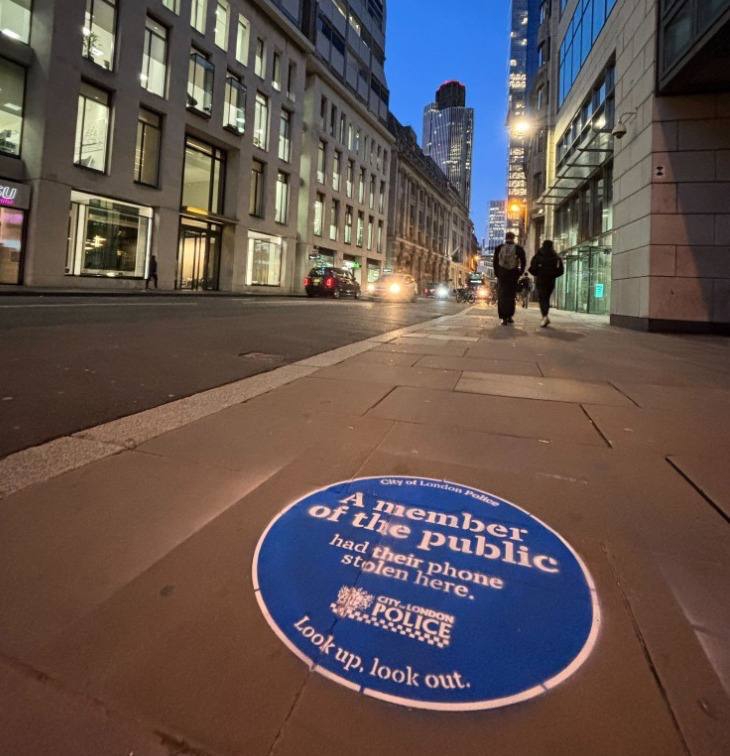 City of London Police
A member
of the public
had their phone
stolen here.
CITY OF LONDON
POLICE
Look up, look out.